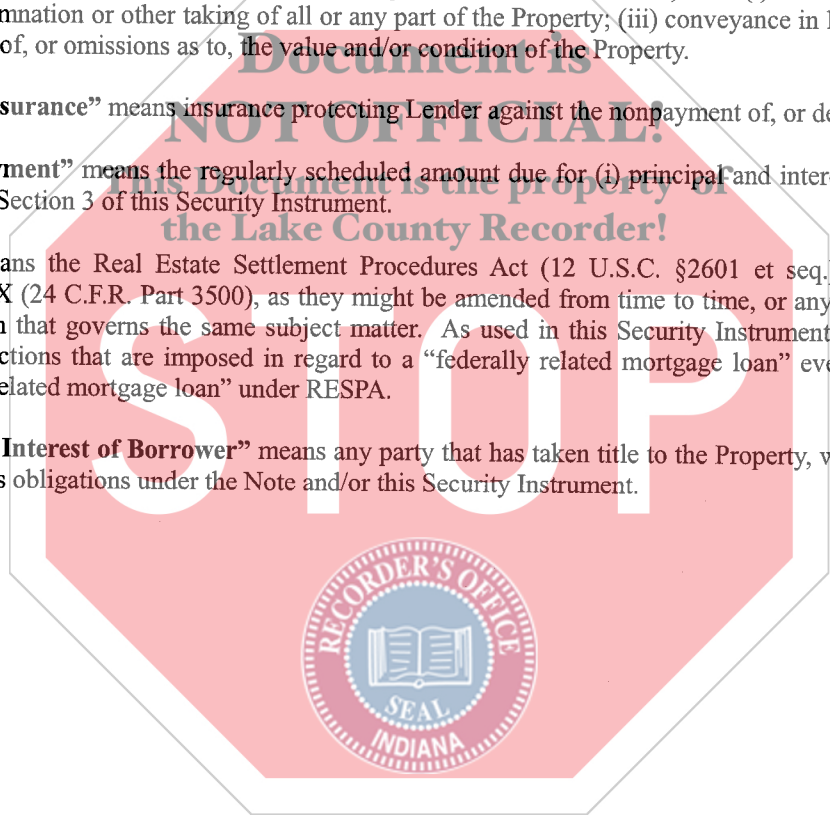 mnation or other taking of all or any part of the Property; (iii) conveyance in
of, or omissions as to, the value and/or condition of the Property.
Document is
surance” means insurance protecting Lender against the nonpayment of, or de
NOT OFFICIAL!
ment” means the regularly scheduled amount due for (i) principal and inter
This Document is the property of
Section 3 of this Security Instrument.
the Lake County Recorder!
ans the Real Estate Settlement Procedures Act (12 U.S.C. §2601 et seq.
X (24 C.F.R. Part 3500), as they might be amended from time to time, or any
that governs the same subject matter. As used in this Security Instrument
ctions that are imposed in regard to a “federally related mortgage loan” eve
elated mortgage loan” under RESPA.
STOP
Interest of Borrower” means any party that has taken title to the Property, w
s obligations under the Note and/or this Security Instrument.
RECORDER'S OFFICE
SEAL
INDIANA